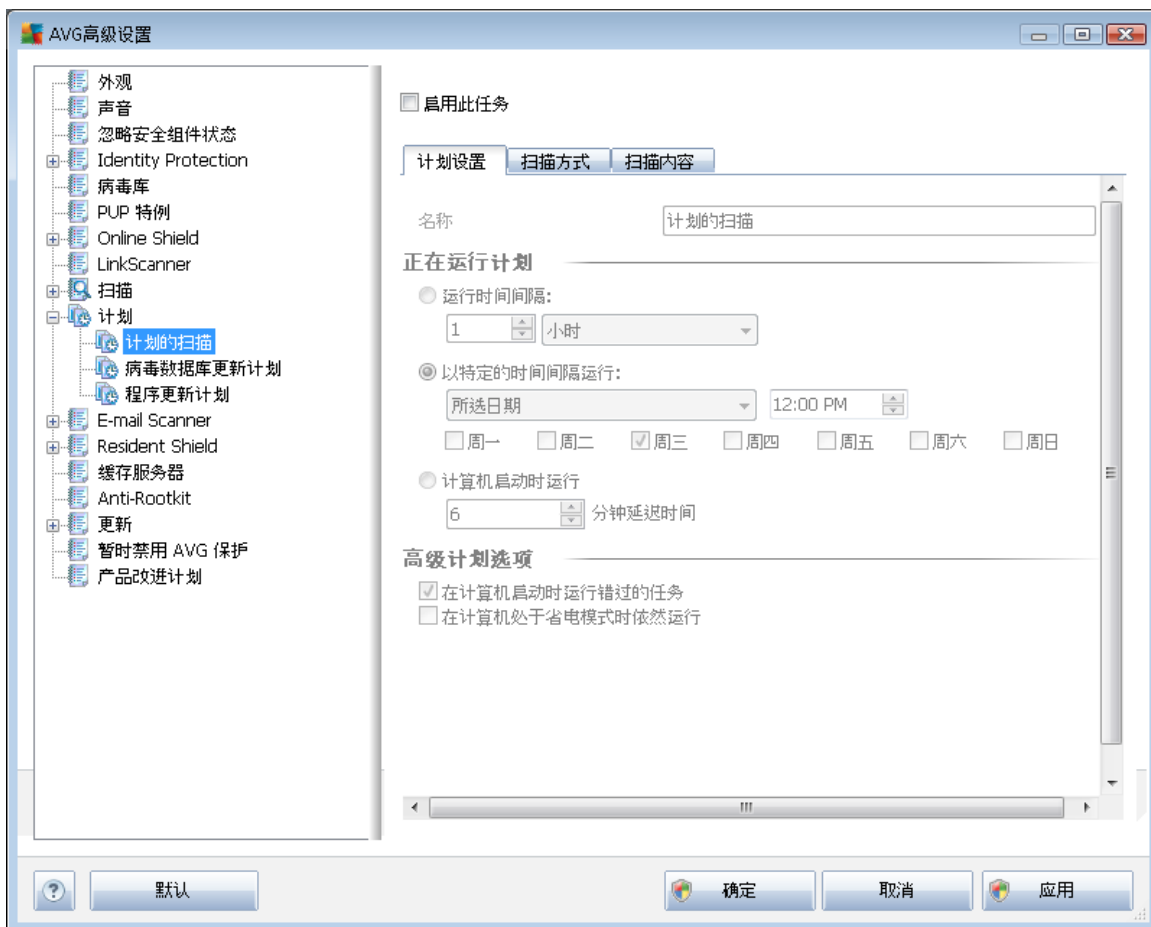 AVG高级设置
外观
声音
忽略安全组件状态
Identity Protection
病毒库
PUP 特例
Online Shield
LinkScanner
扫描
计划
计划的扫描
病毒数据库更新计划
程序更新计划
E-mail Scanner
Resident Shield
缓存服务器
Anti-Rootkit
更新
暂时禁用 AVG 保护
产品改进计划
启用此任务
计划设置 扫描方式 扫描内容
名称 计划的扫描
正在运行计划
运行时间间隔:
1 小时
以特定的时间间隔运行:
所选日期 12:00 PM
周一 周二 周三 周四 周五 周六 周日
计算机启动时运行
6 分钟延迟时间
高级计划选项
在计算机启动时运行错过的任务
在计算机处于省电模式时依然运行
? 默认 确定 取消 应用